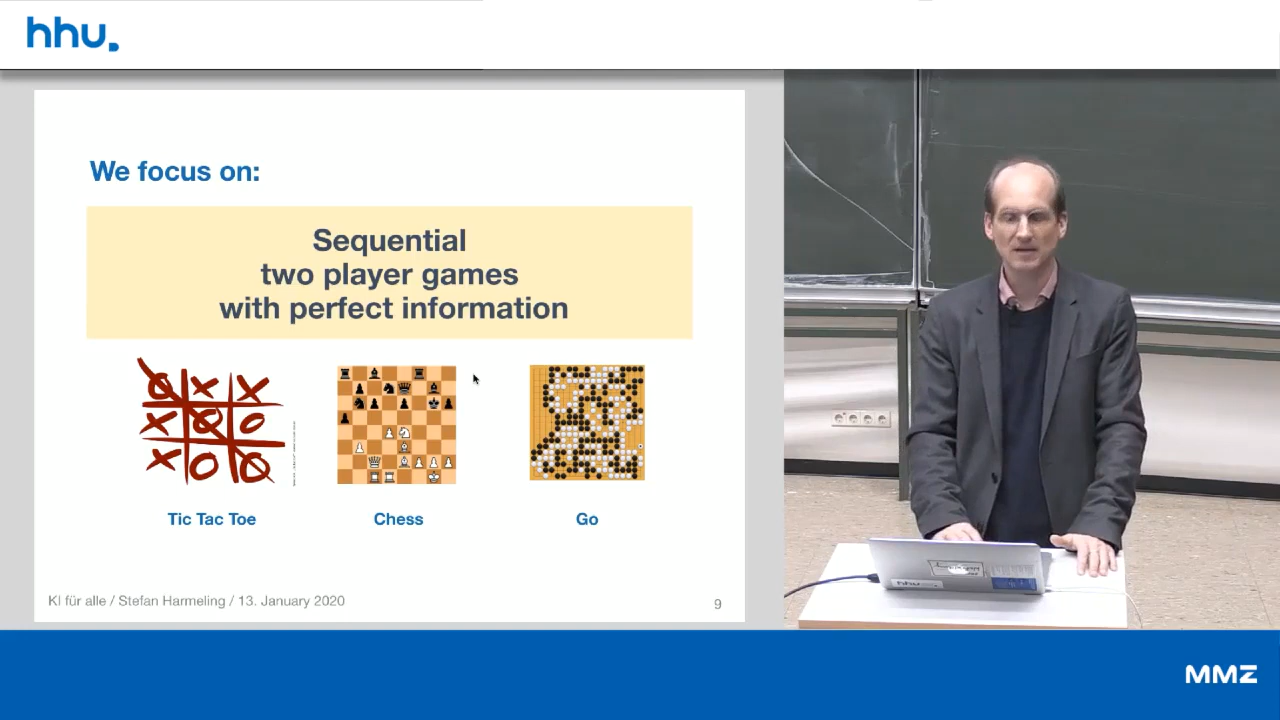 hhu.
We focus on:
Sequential
two player games
with perfect information
Tic Tac Toe
Chess
Go
KI für alle / Stefan Harmeling / 13. January 2020
9
hhu.
MMZ